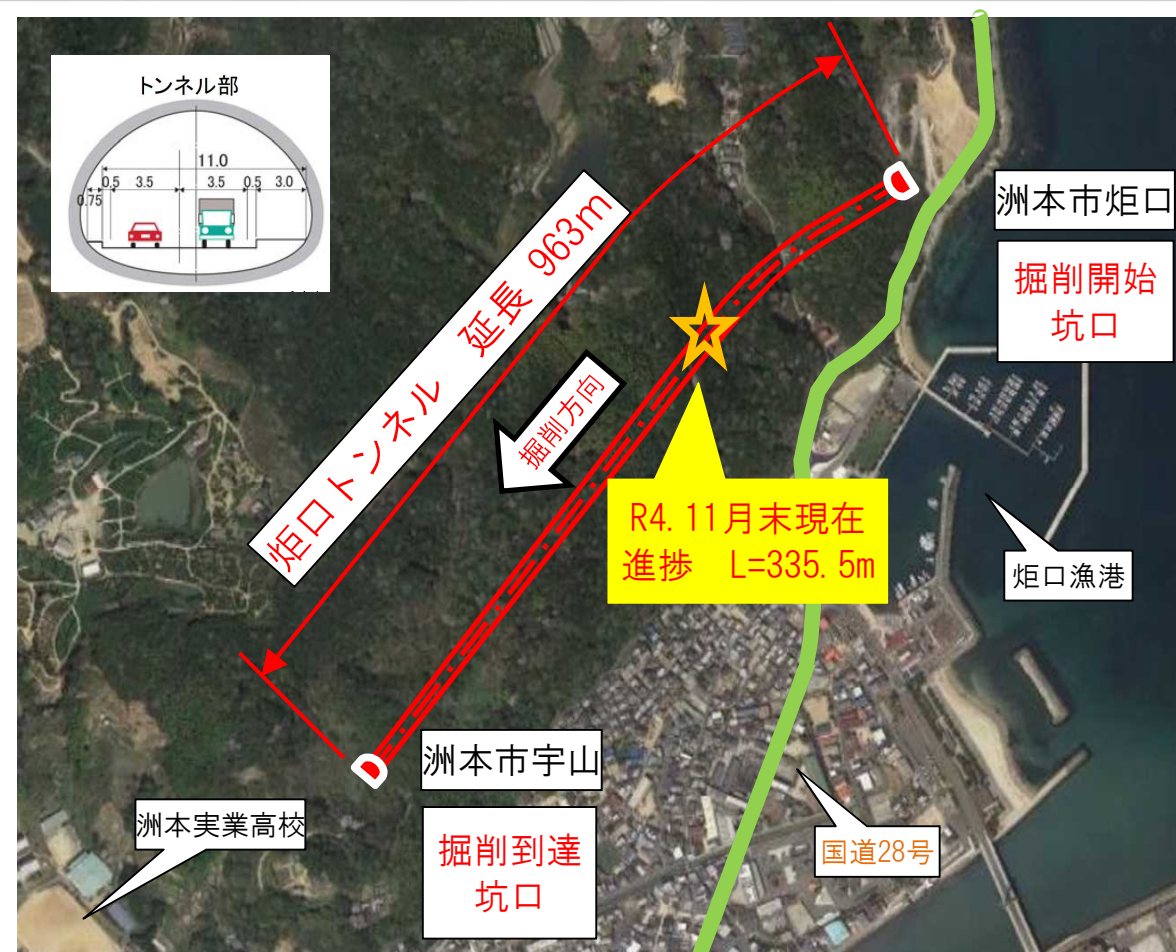 トンネル部
11.0
0.75 0.5 3.5 3.5 0.5 3.0
炬口トンネル 延長 963m
掘削方向
洲本市炬口
掘削開始
坑口
R4.11月末現在
進捗 L=335.5m
炬口漁港
洲本市宇山
掘削到達
坑口
洲本実業高校
国道28号